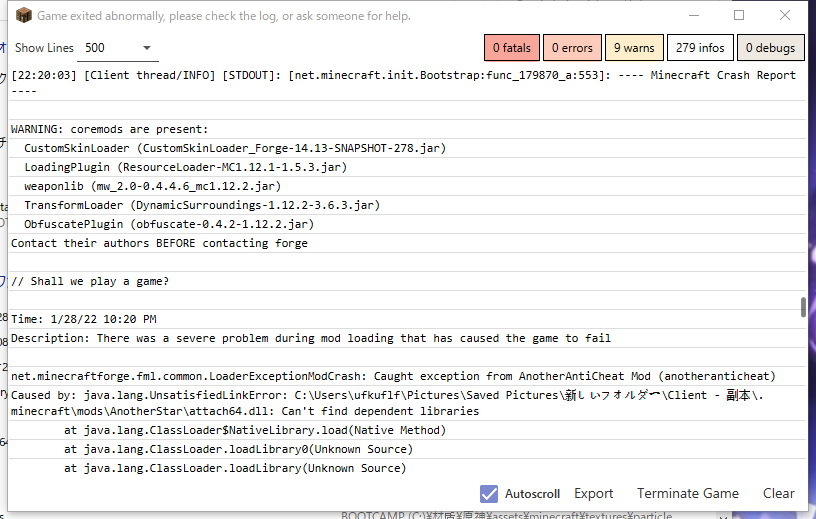 Game exited abnormally, please check the log, or ask someone for help.
Show Lines 500
0 fatals 0 errors 9 warns 279 infos 0 debugs
[22:20:03] [Client thread/INFO] [STDOUT]: [net.minecraft.init.Bootstrap:func_179870_a:553]: ---- Minecraft Crash Report
----
WARNING: coremods are present:
CustomSkinLoader (CustomSkinLoader_Forge-14.13-SNAPSHOT-278.jar)
LoadingPlugin (ResourceLoader-MC1.12.1-1.5.3.jar)
weaponlib (mw_2.0-0.4.4.6_mc1.12.2.jar)
TransformLoader (DynamicSurroundings-1.12.2-3.6.3.jar)
ObfuscatePlugin (obfuscate-0.4.2-1.12.2.jar)
Contact their authors BEFORE contacting forge
// Shall we play a game?
Time: 1/28/22 10:20 PM
Description: There was a severe problem during mod loading that has caused the game to fail
net.minecraftforge.fml.common.LoaderExceptionModCrash: Caught exception from AnotherAntiCheat Mod (anotheranticheat)
Caused by: java.lang.UnsatisfiedLinkError: C:\Users\ufkuflf\Pictures\Saved Pictures\新しいフォルダー\Client - 副本\.
minecraft\mods\AnotherStar\attach64.dll: Can't find dependent libraries
at java.lang.ClassLoader$NativeLibrary.load(Native Method)
at java.lang.ClassLoader.loadLibrary0(Unknown Source)
at java.lang.ClassLoader.loadLibrary(Unknown Source)
Autoscroll Export Terminate Game Clear